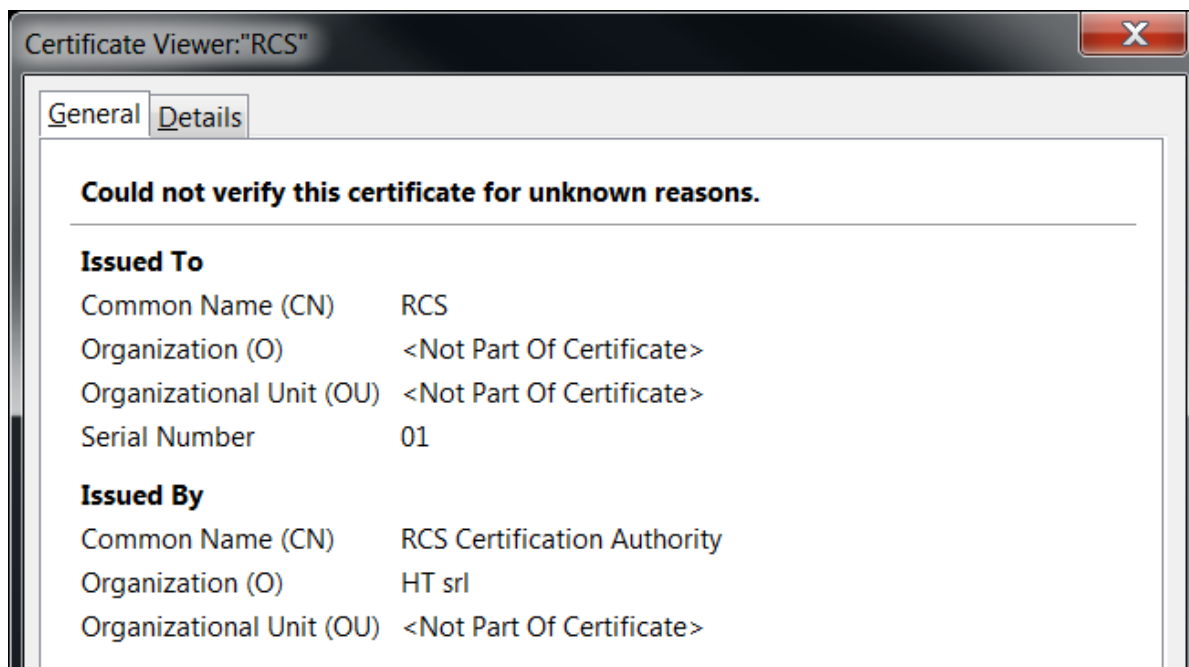 Certificate Viewer:"RCS"
General Details
Could not verify this certificate for unknown reasons.
Issued To
Common Name (CN) RCS
Organization (O) <Not Part Of Certificate>
Organizational Unit (OU) <Not Part Of Certificate>
Serial Number 01
Issued By
Common Name (CN) RCS Certification Authority
Organization (O) HT srl
Organizational Unit (OU) <Not Part Of Certificate>